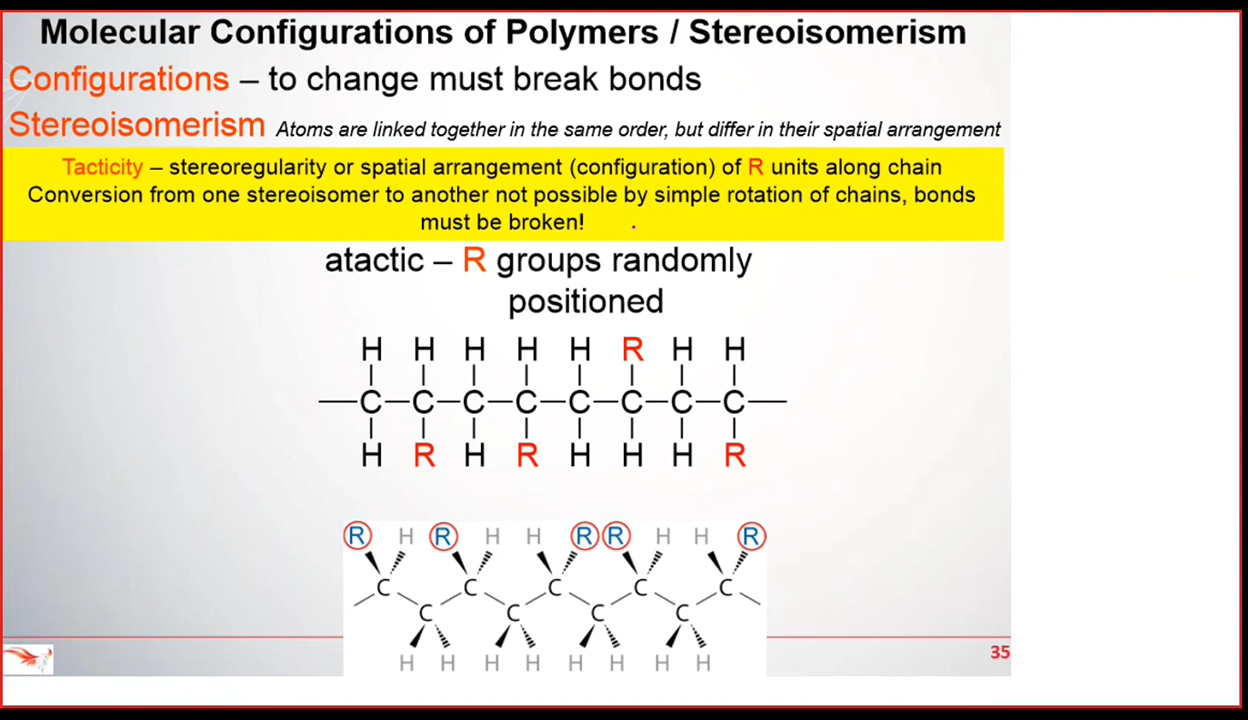 Molecular Configurations of Polymers / Stereoisomerism
Configurations – to change must break bonds
Stereoisomerism Atoms are linked together in the same order, but differ in their spatial arrangement
Tacticity – stereoregularity or spatial arrangement (configuration) of R units along chain
Conversion from one stereoisomer to another not possible by simple rotation of chains, bonds
must be broken!
atactic – R groups randomly
positioned
H H H H H R H H
C C C C C C C C
H R H R H H H R
R H R H H R R H H R
C C C C C
C C C C
H H H H H H H H
35